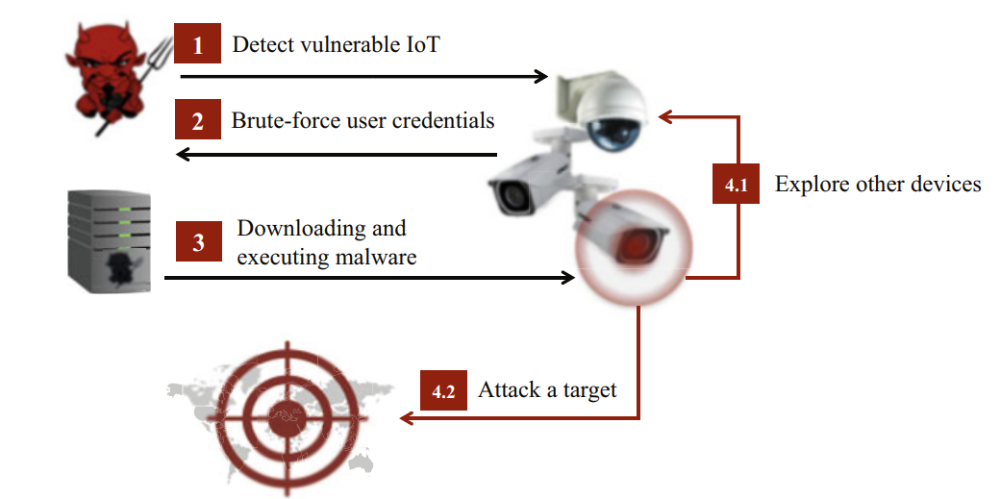 1 Detect vulnerable IoT
2 Brute-force user credentials
4.1 Explore other devices
3 Downloading and
executing malware
4.2 Attack a target